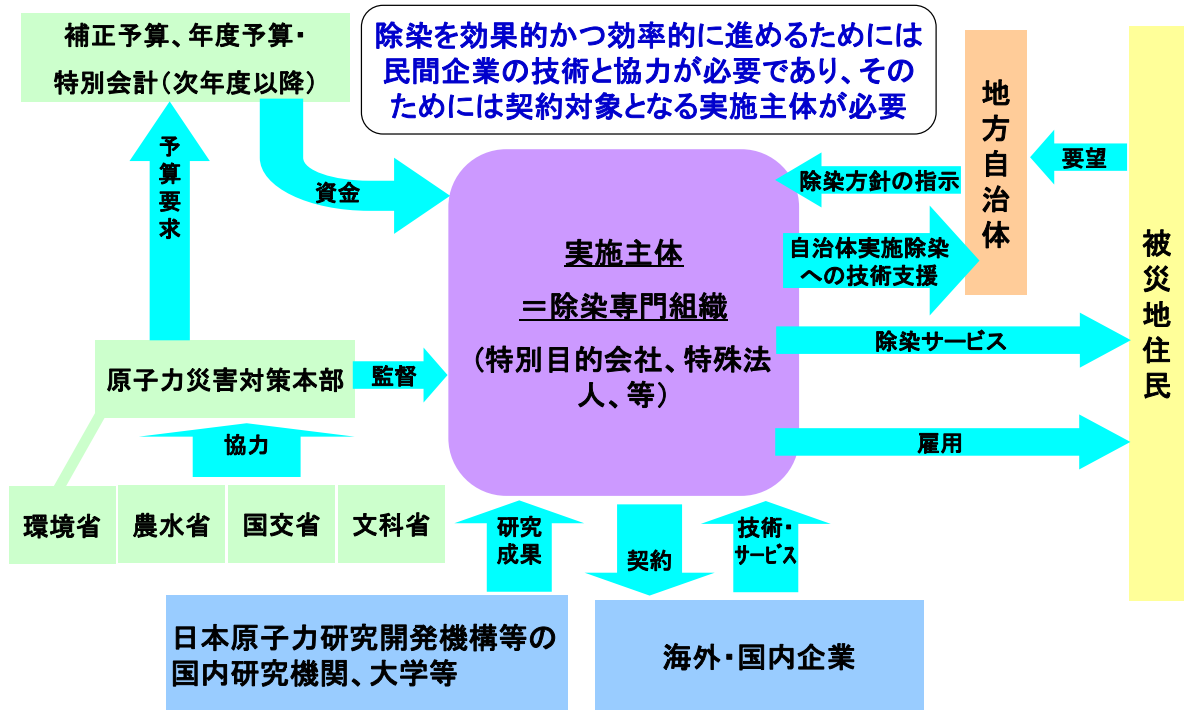 補正予算、年度予算・
特別会計（次年度以降）
除染を効果的かつ効率的に進めるためには
民間企業の技術と協力が必要であり、その
ためには契約対象となる実施主体が必要
地方自治体
要望
被災地住民
予算要求
資金
除染方針の指示
自治体実施除染
への技術支援
実施主体
＝除染専門組織
（特別目的会社、特殊法
人、等）
除染サービス
雇用
原子力災害対策本部
監督
協力
環境省
農水省
国交省
文科省
研究
成果
契約
技術・
サービス
日本原子力研究開発機構等の
国内研究機関、大学等
海外・国内企業